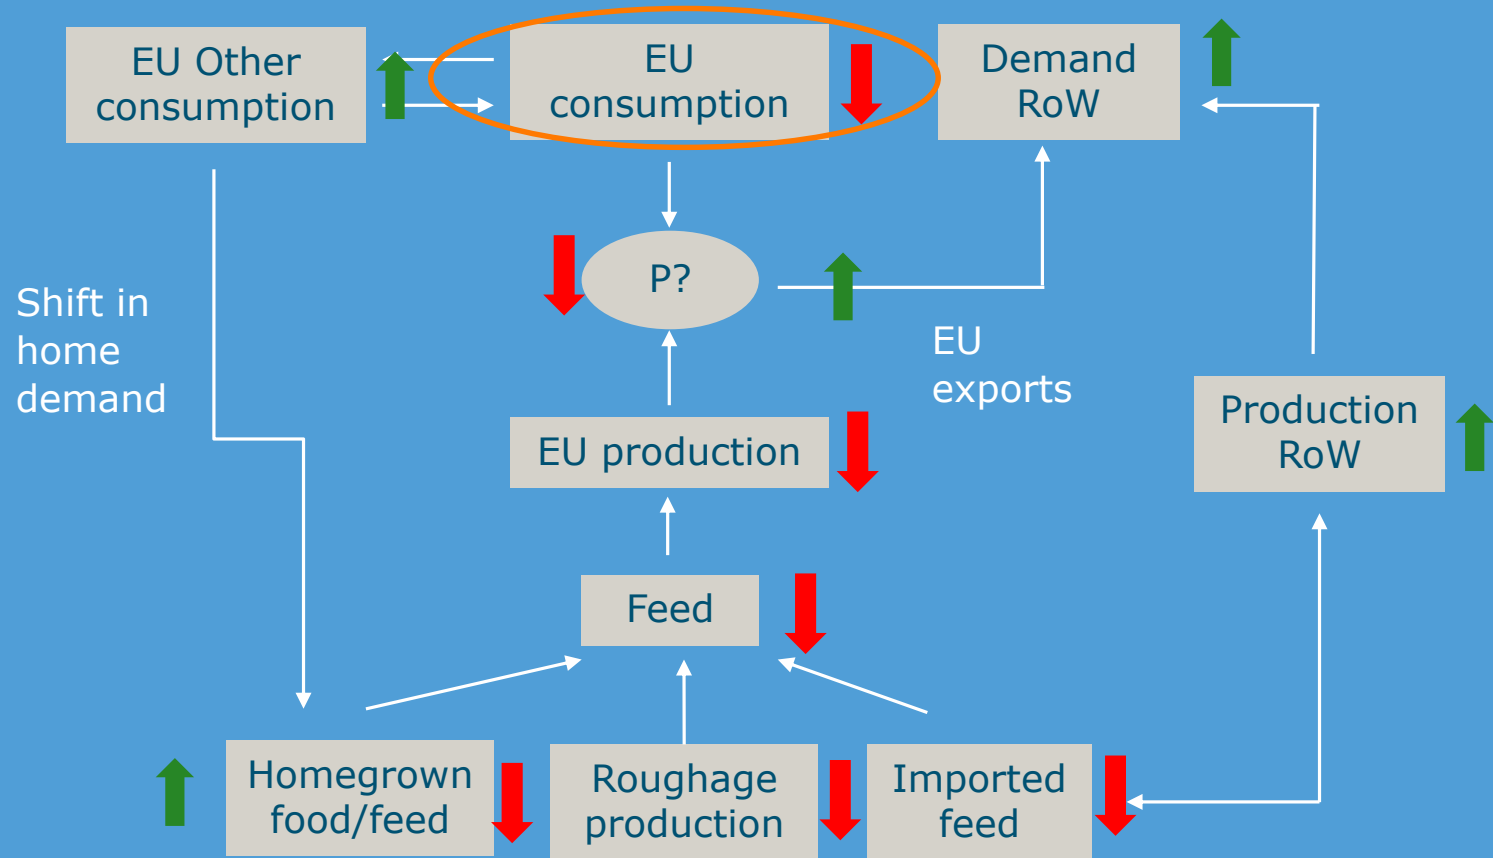 EU Other
consumption
EU
consumption
Demand
RoW
P?
Shift in
home
demand
EU
exports
Production
RoW
EU production
Feed
Homegrown
food/feed
Roughage
production
Imported
feed